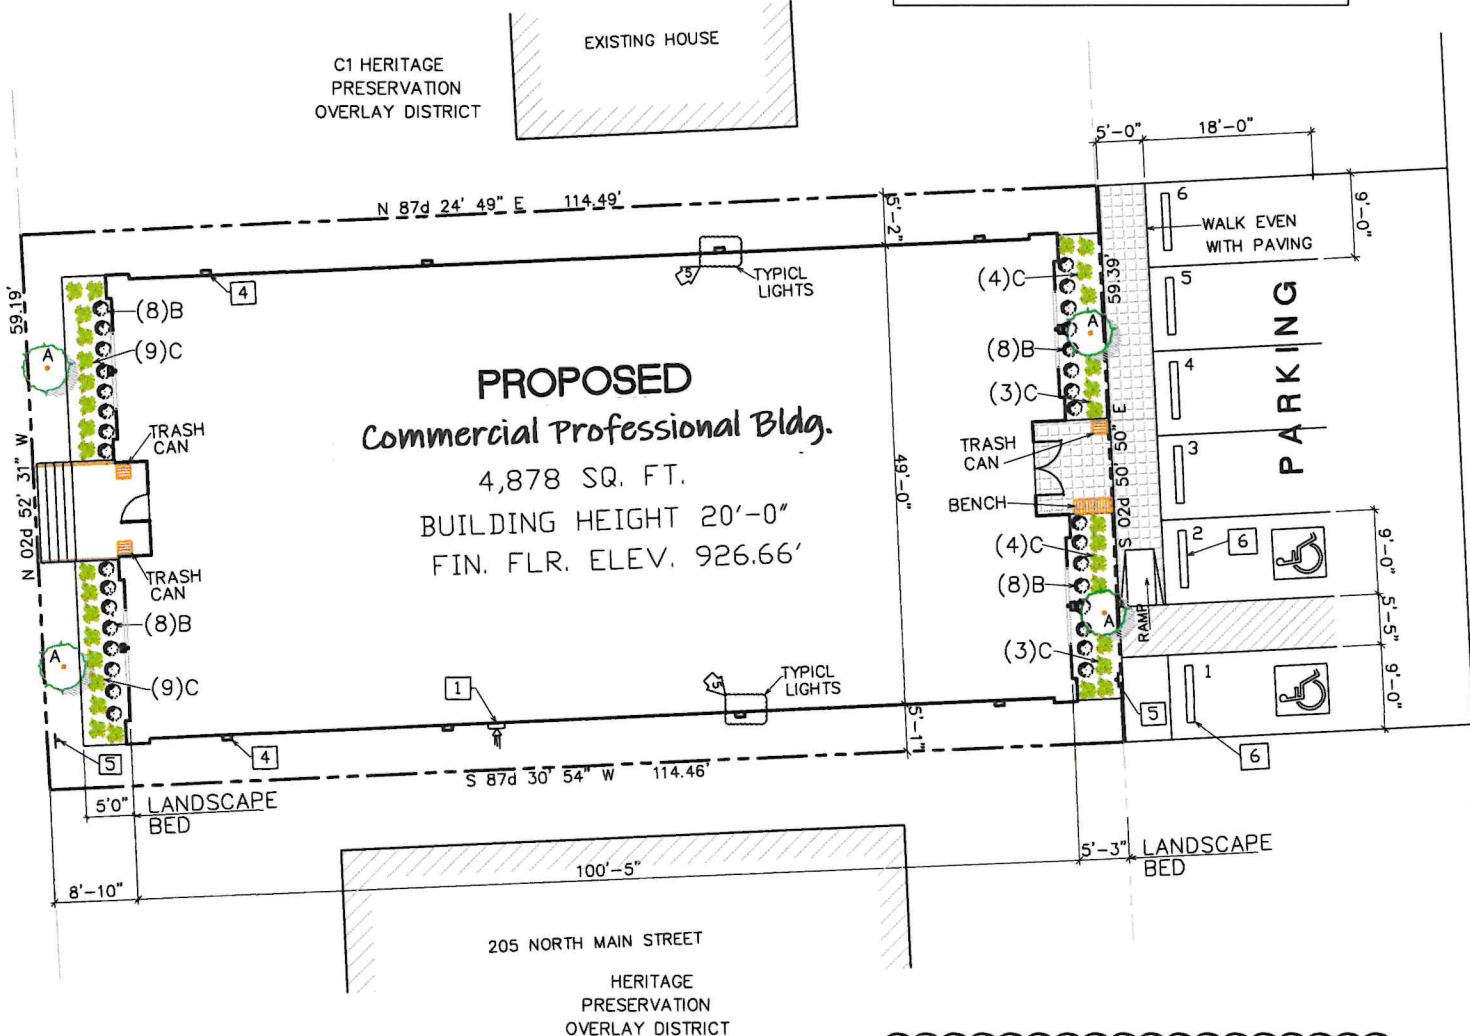 EXISTING HOUSE
C1 HERITAGE
PRESERVATION
OVERLAY DISTRICT
5'-0"
18'-0"
N 87d 24' 49" E 114.49'
5'-2"
6
WALK EVEN
WITH PAVING
9'-0"
59.19'
4
5
TYPICL
LIGHTS
(4)C
59.39'
5
PARKING
(8)B
(9)C
A
A
(8)B
(3)C
4
PROPOSED
Commercial Professional Bldg.
4,878 SQ. FT.
BUILDING HEIGHT 20'-0"
FIN. FLR. ELEV. 926.66'
49'-0"
TRASH
CAN
TRASH
CAN
BENCH
3
N 02d 52' 31" W
S 02d 50' 50" E
TRASH
CAN
(4)C
(8)B
2
6
9'-0"
5'-5"
RAMP
(8)B
A
(9)C
A
(3)C
1
9'-0"
1
5
TYPICL
LIGHTS
5
6
5
4
5'-1"
S 87d 30' 54" W 114.46'
5'0"
LANDSCAPE
BED
5'-3"
LANDSCAPE
BED
8'-10"
100'-5"
205 NORTH MAIN STREET
HERITAGE
PRESERVATION
OVERLAY DISTRICT